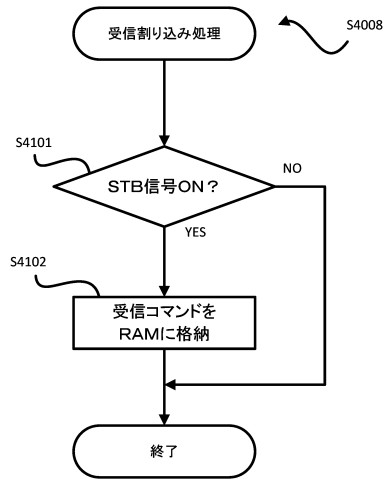 受信割り込み処理
S4008
S4101
STB信号ON？
NO
YES
S4102
受信コマンドを
RAMに格納
終了